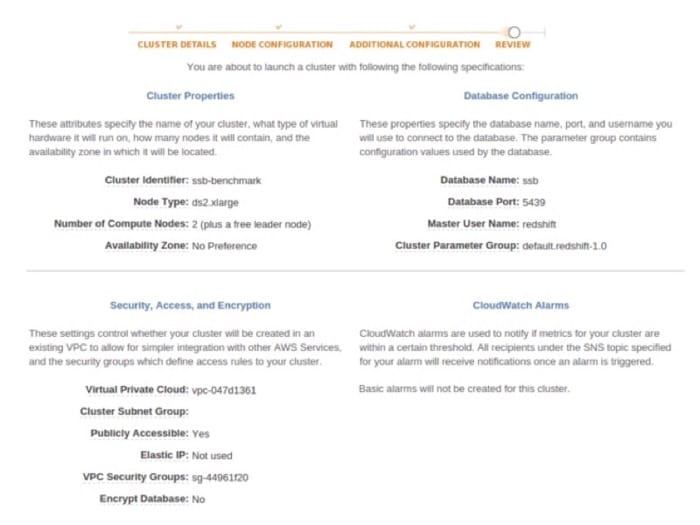 CLUSTER DETAILS NODE CONFIGURATION ADDITIONAL CONFIGURATION REVIEW
You are about to launch a cluster with following the following specifications:
Cluster Properties
These attributes specify the name of your cluster, what type of virtual
hardware it will run on, how many nodes it will contain, and the
availability zone in which it will be located.
Cluster Identifier: ssb-benchmark
Node Type: ds2.xlarge
Number of Compute Nodes: 2 (plus a free leader node)
Availability Zone: No Preference
Database Configuration
These properties specify the database name, port, and username you
will use to connect to the database. The parameter group contains
configuration values used by the database.
Database Name: ssb
Database Port: 5439
Master User Name: redshift
Cluster Parameter Group: default.redshift-1.0
Security, Access, and Encryption
These settings control whether your cluster will be created in an
existing VPC to allow for simpler integration with other AWS Services,
and the security groups which define access rules to your cluster.
Virtual Private Cloud: vpc-047d1361
Cluster Subnet Group:
Publicly Accessible: Yes
Elastic IP: Not used
VPC Security Groups: sg-44961f20
Encrypt Database: No
CloudWatch Alarms
CloudWatch alarms are used to notify if metrics for your cluster are
within a certain threshold. All recipients under the SNS topic specified
for your alarm will receive notifications once an alarm is triggered.
Basic alarms will not be created for this cluster.